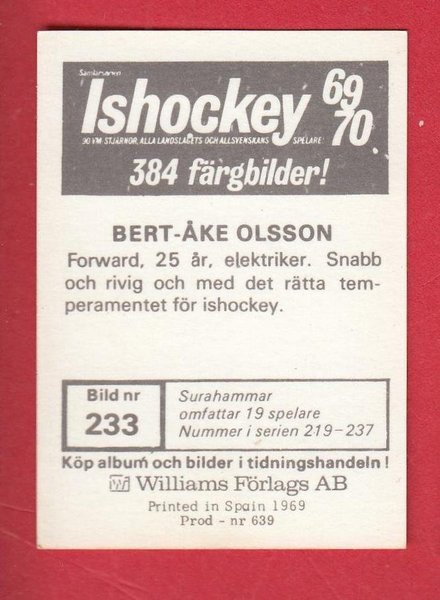 Samlarserien
Ishockey 69
70
90 VM-STJÄRNOR, ALLA LANDSLAGETS OCH ALLSVENSKANS SPELARE:
384 färgbilder!
BERT-ÅKE OLSSON
Forward, 25 år, elektriker. Snabb
och rivig och med det rätta tem-
peramentet för ishockey.
Bild nr
233
Surahammar
omfattar 19 spelare
Nummer i serien 219-237
Köp album och bilder i tidningshandeln!
W Williams Förlags AB
Printed in Spain 1969
Prod - nr 639